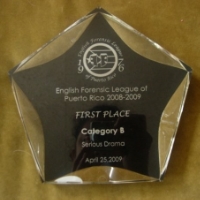 English Forensic League of
Puerto Rico 2008-2009
FIRST PLACE
Category B
Serious Drama
April 25, 2009